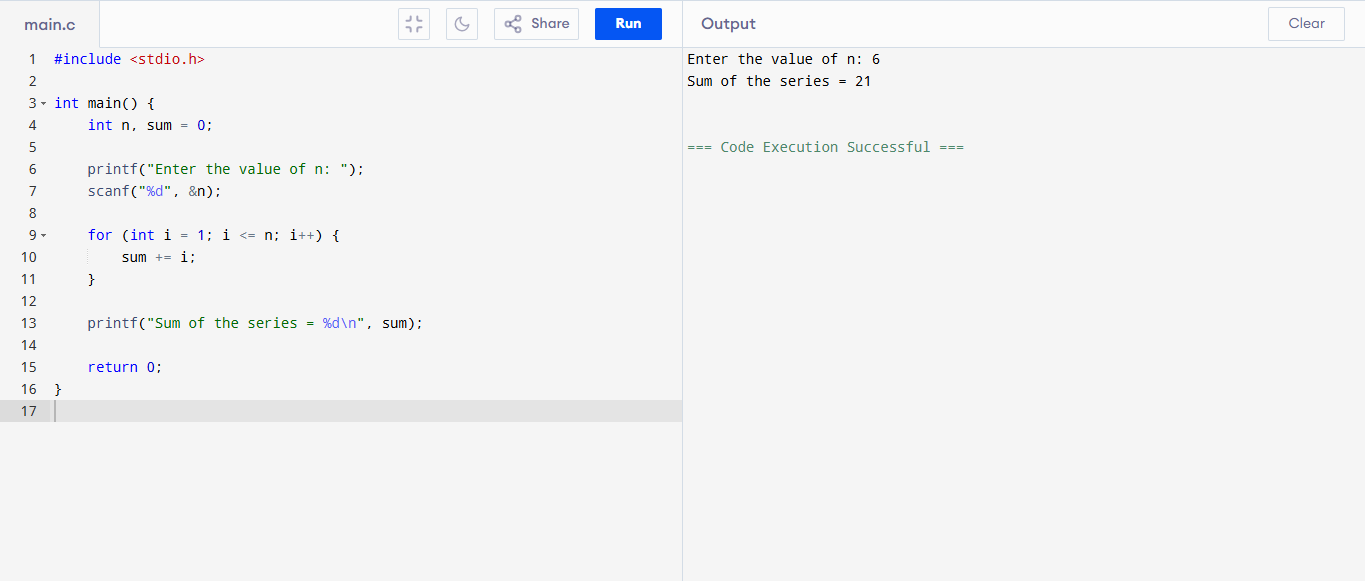 main.c
Share
Run
Output
Clear
1 #include <stdio.h>
2
3 int main() {
4     int n, sum = 0;
5
6     printf("Enter the value of n: ");
7     scanf("%d", &n);
8
9     for (int i = 1; i <= n; i++) {
10         sum += i;
11     }
12
13     printf("Sum of the series = %d\n", sum);
14
15     return 0;
16 }
17
Enter the value of n: 6
Sum of the series = 21
=== Code Execution Successful ===